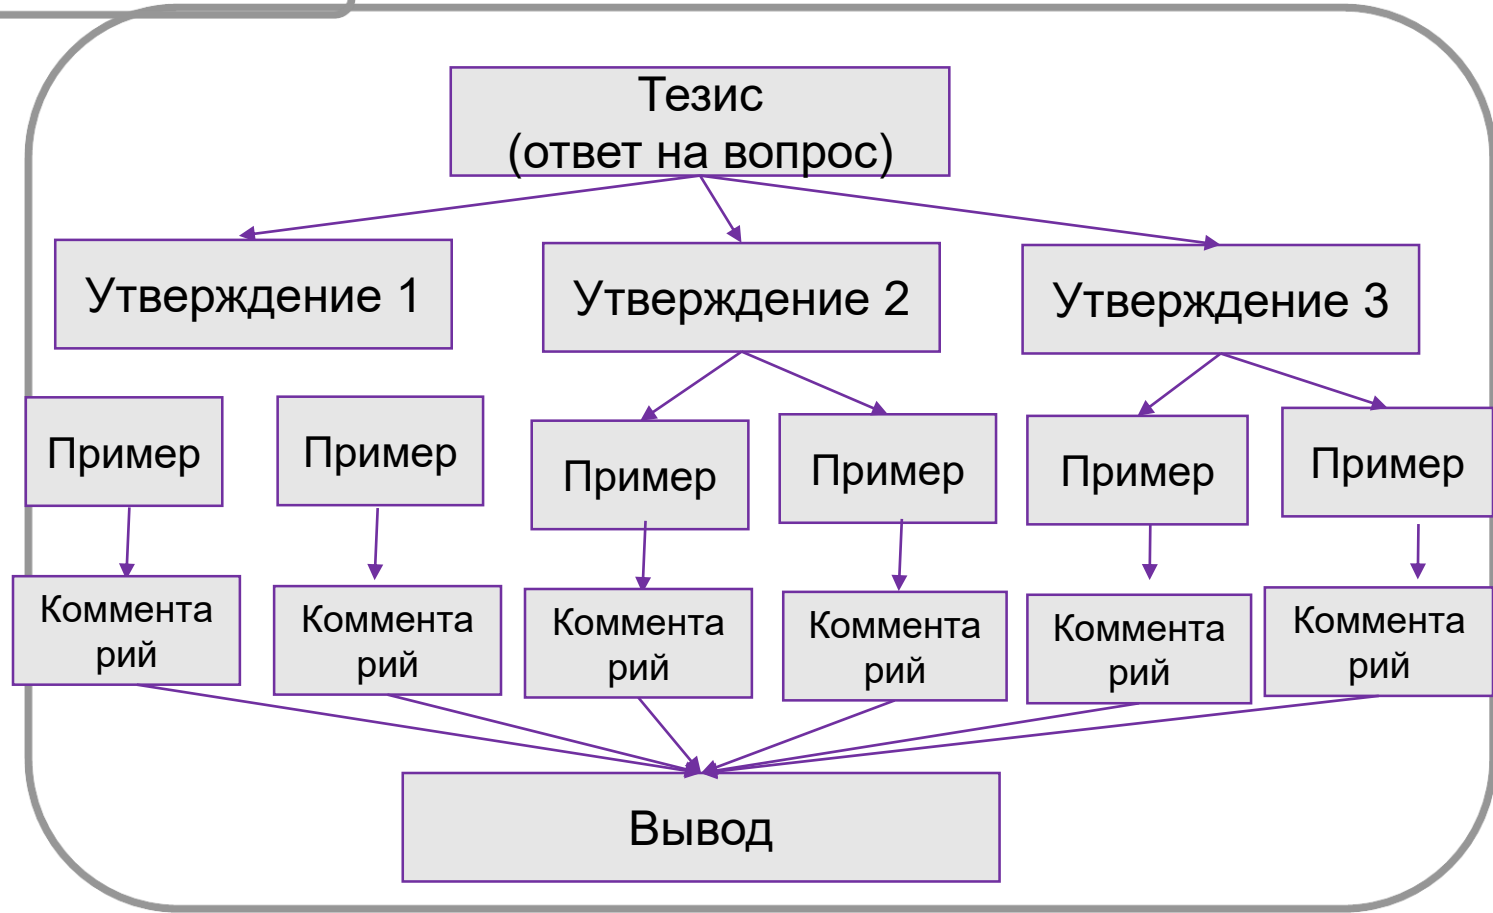 Тезис
(ответ на вопрос)
Утверждение 1
Утверждение 2
Утверждение 3
Пример
Пример
Пример
Пример
Пример
Пример
Коммента
рий
Коммента
рий
Коммента
рий
Коммента
рий
Коммента
рий
Коммента
рий
Вывод